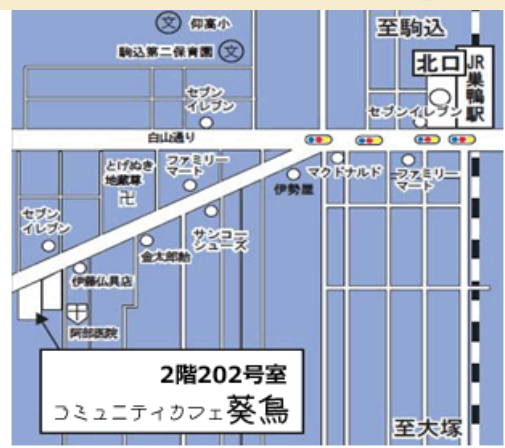 文 仰高小
至駒込
駒込第二保育園 文
北口
JR巣鴨駅
セブン
イレブン
セブンイレブン
白山通り
とげぬき
地蔵尊
卍
ファミリー
マート
伊勢屋
マクドナルド
ファミリー
マート
セブン
イレブン
サンコー
シューズ
金太郎飴
伊藤仏具店
阿部医院
2階202号室
コミュニティカフェ葵鳥
至大塚